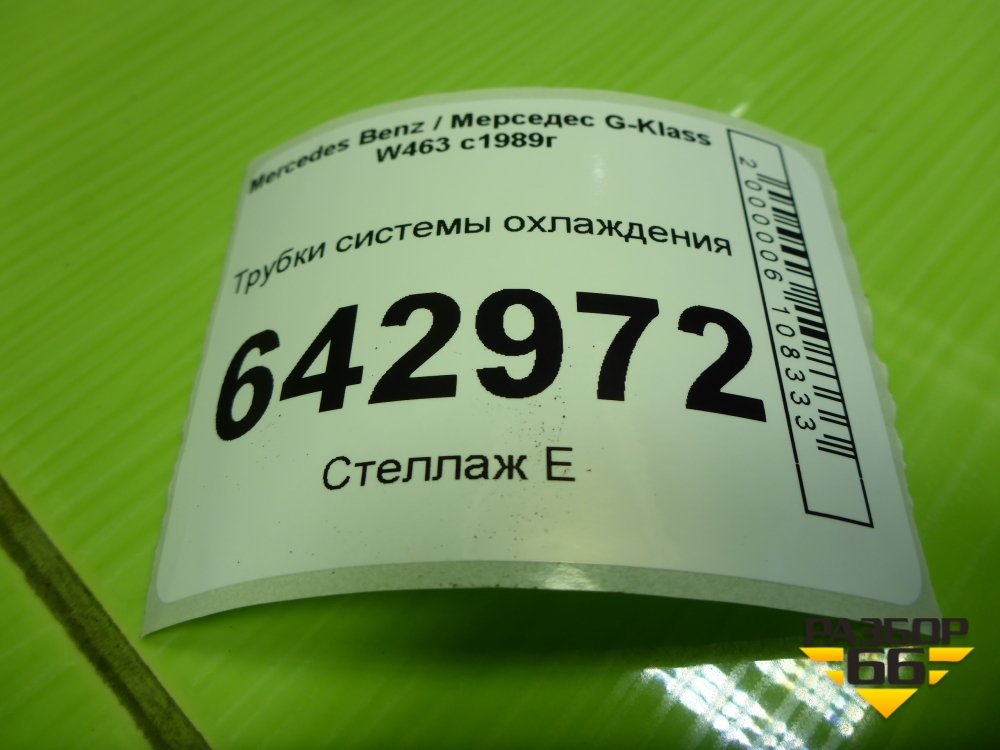 Mercedes Benz / Мерседес G-Klass
W463 с1989г
Трубки системы охлаждения
642972
Стеллаж Е
2000006108333
РАЗБОР
66